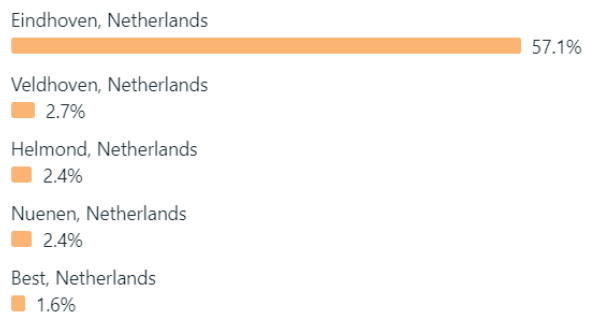 Eindhoven, Netherlands
57.1%
Veldhoven, Netherlands
2.7%
Helmond, Netherlands
2.4%
Nuenen, Netherlands
2.4%
Best, Netherlands
1.6%